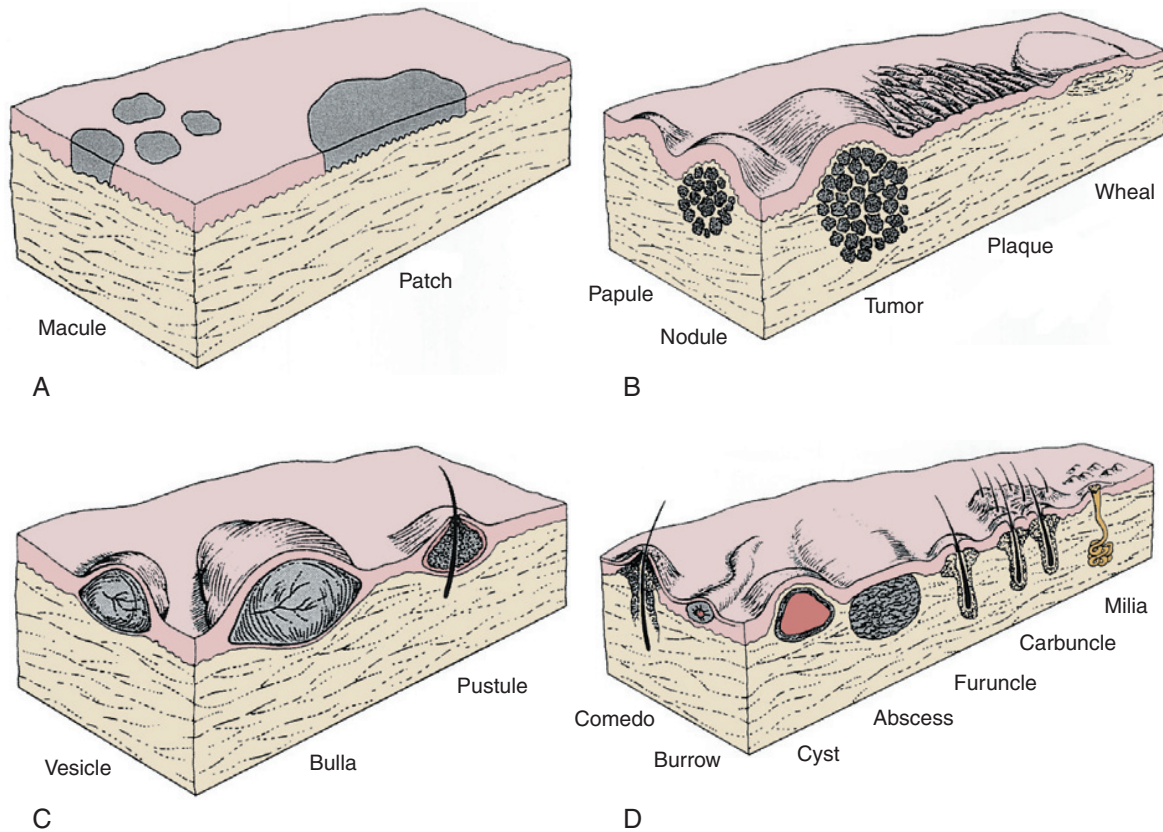 Macule
Patch
A
Papule
Nodule
Tumor
Plaque
Wheal
B
Vesicle
Bulla
Pustule
C
Comedo
Burrow
Cyst
Abscess
Furuncle
Carbuncle
Milia
D